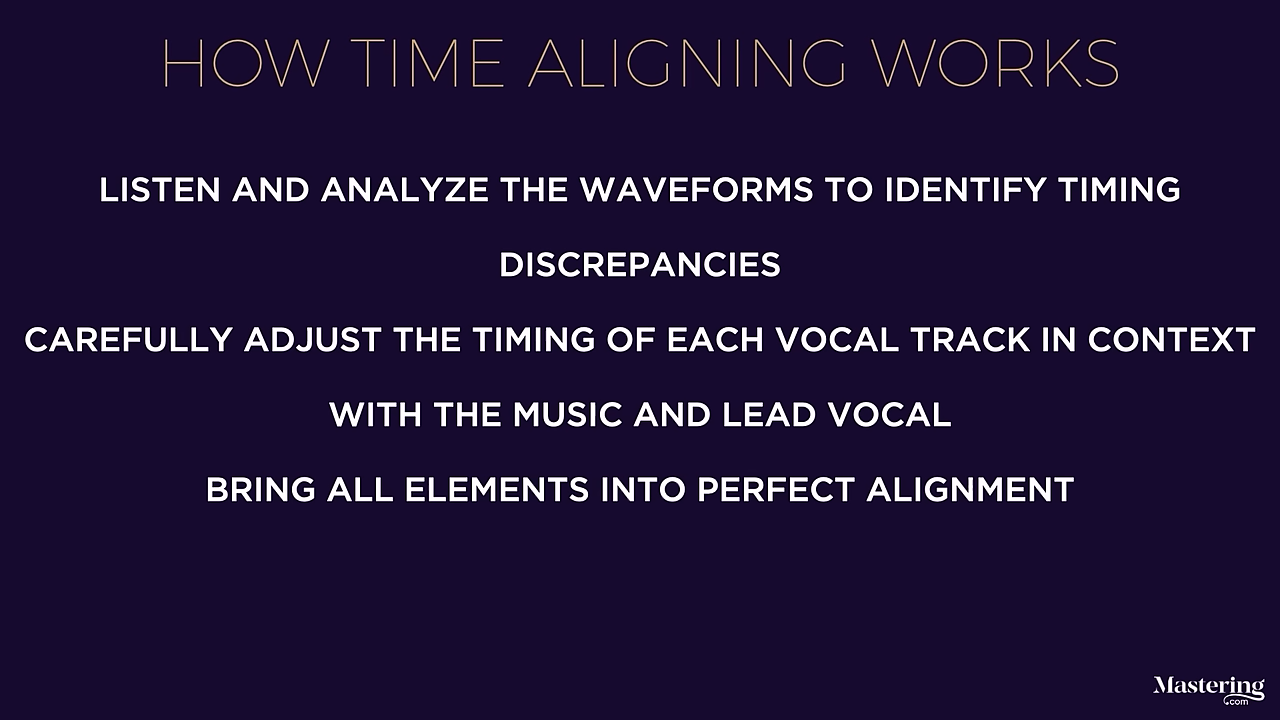 HOW TIME ALIGNING WORKS
LISTEN AND ANALYZE THE WAVEFORMS TO IDENTIFY TIMING
DISCREPANCIES
CAREFULLY ADJUST THE TIMING OF EACH VOCAL TRACK IN CONTEXT
WITH THE MUSIC AND LEAD VOCAL
BRING ALL ELEMENTS INTO PERFECT ALIGNMENT
Mastering
.com